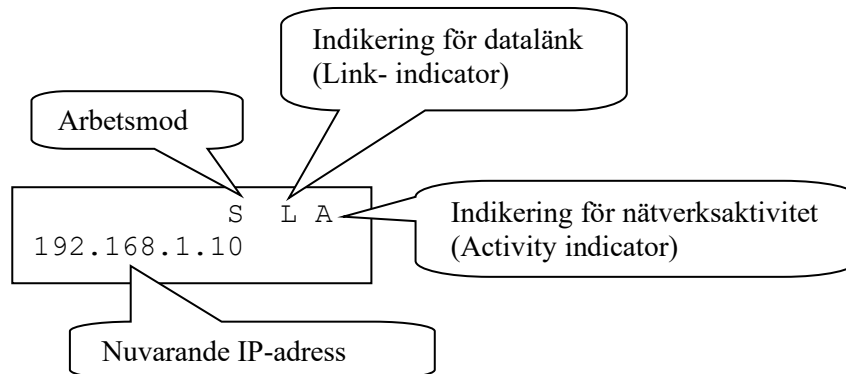 Indikering för datalänk
(Link- indicator)
Arbetsmod
S L A
192.168.1.10
Indikering för nätverksaktivitet
(Activity indicator)
Nuvarande IP-adress